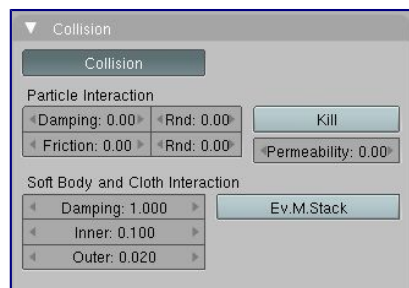 Collision
Collision
Particle Interaction
Damping: 0.00 Rnd: 0.00 Kill
Friction: 0.00 Rnd: 0.00 Permeability: 0.00
Soft Body and Cloth Interaction
Damping: 1.000 Ev.M.Stack
Inner: 0.100
Outer: 0.020